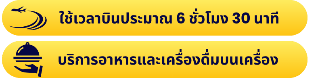 ใช้เวลาบินประมาณ 6 ชั่วโมง 30 นาที
บริการอาหารและเครื่องดื่มบนเครื่อง